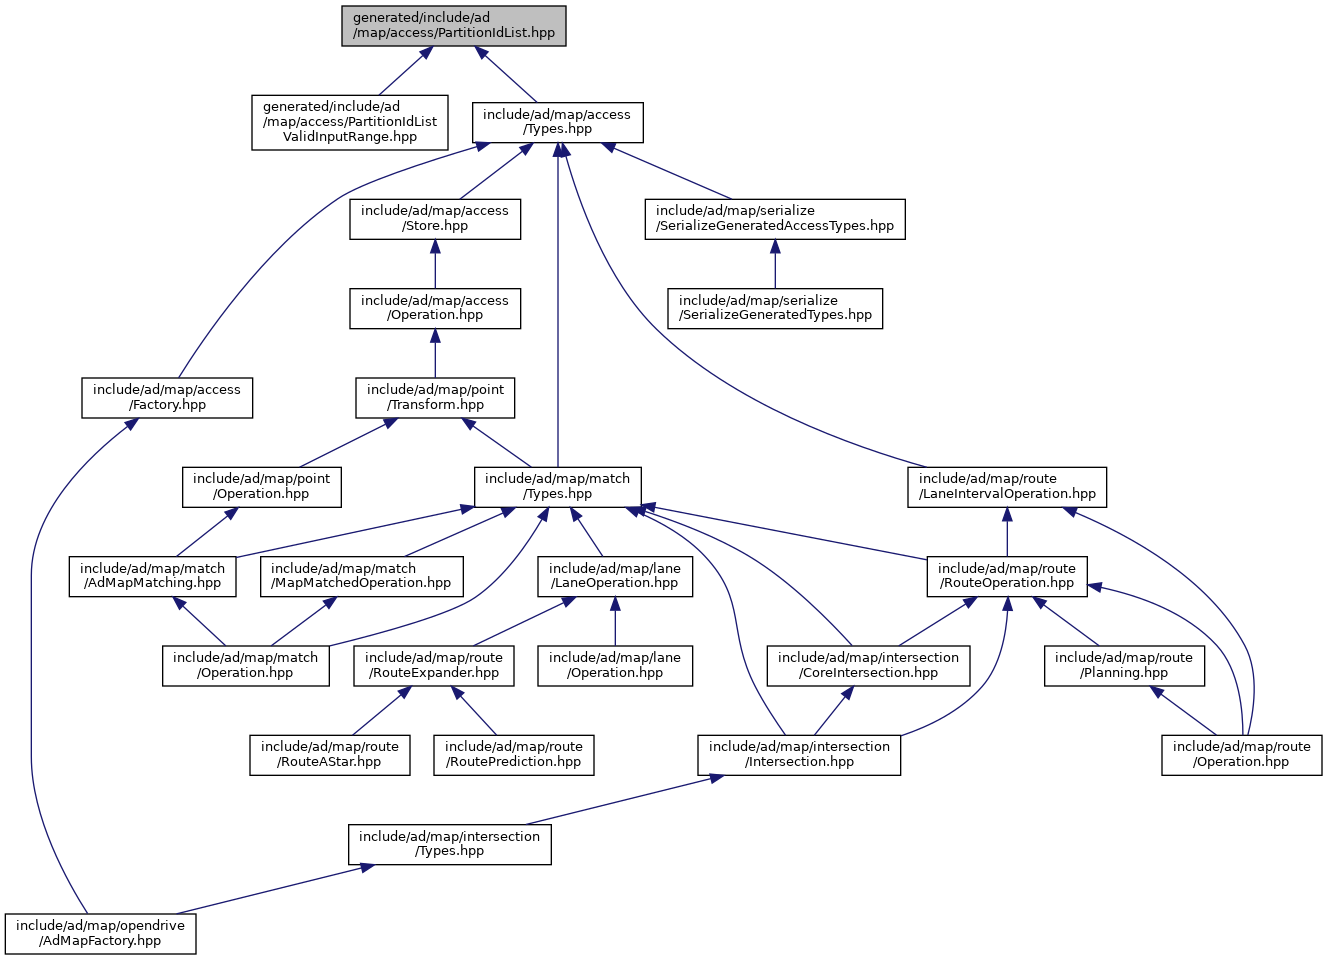 generated/include/ad
/map/access/PartitionIdList.hpp
generated/include/ad
/map/access/PartitionIdList
ValidInputRange.hpp
include/ad/map/access
/Types.hpp
include/ad/map/access
/Store.hpp
include/ad/map/serialize
/SerializeGeneratedAccessTypes.hpp
include/ad/map/access
/Operation.hpp
include/ad/map/serialize
/SerializeGeneratedTypes.hpp
include/ad/map/access
/Factory.hpp
include/ad/map/point
/Transform.hpp
include/ad/map/point
/Operation.hpp
include/ad/map/match
/Types.hpp
include/ad/map/route
/LaneIntervalOperation.hpp
include/ad/map/match
/AdMapMatching.hpp
include/ad/map/match
/MapMatchedOperation.hpp
include/ad/map/lane
/LaneOperation.hpp
include/ad/map/route
/RouteOperation.hpp
include/ad/map/match
/Operation.hpp
include/ad/map/route
/RouteExpander.hpp
include/ad/map/lane
/Operation.hpp
include/ad/map/intersection
/CoreIntersection.hpp
include/ad/map/route
/Planning.hpp
include/ad/map/route
/RouteAStar.hpp
include/ad/map/route
/RoutePrediction.hpp
include/ad/map/intersection
/Intersection.hpp
include/ad/map/route
/Operation.hpp
include/ad/map/intersection
/Types.hpp
include/ad/map/opendrive
/AdMapFactory.hpp